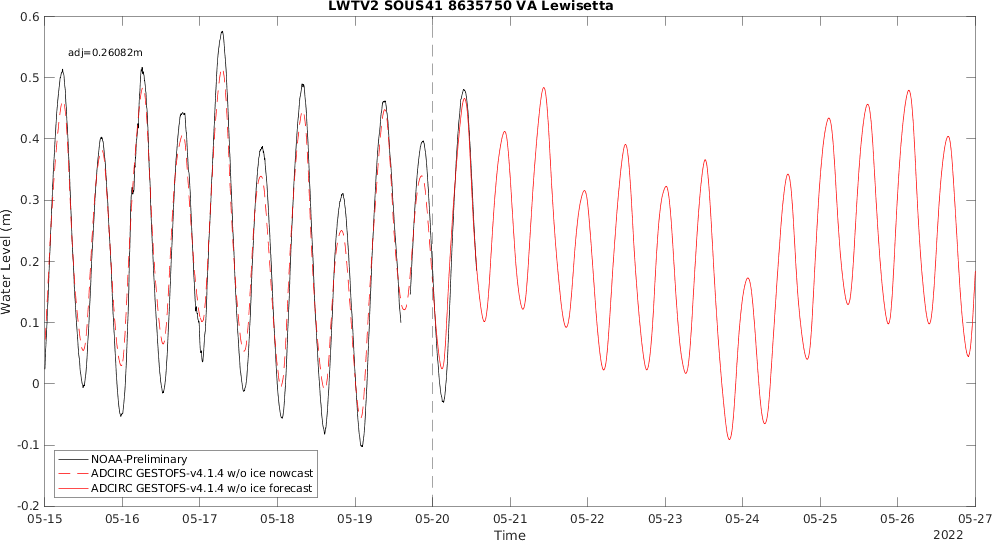 LWTV2 SOUS41 8635750 VA Lewisetta
adj=0.26082m
0.6
0.5
0.4
0.3
0.2
0.1
0
-0.1
-0.2
Water Level (m)
NOAA-Preliminary
ADCIRC GESTOFS-v4.1.4 w/o ice nowcast
ADCIRC GESTOFS-v4.1.4 w/o ice forecast
05-15 05-16 05-17 05-18 05-19 05-20 05-21 05-22 05-23 05-24 05-25 05-26 05-27
Time
2022